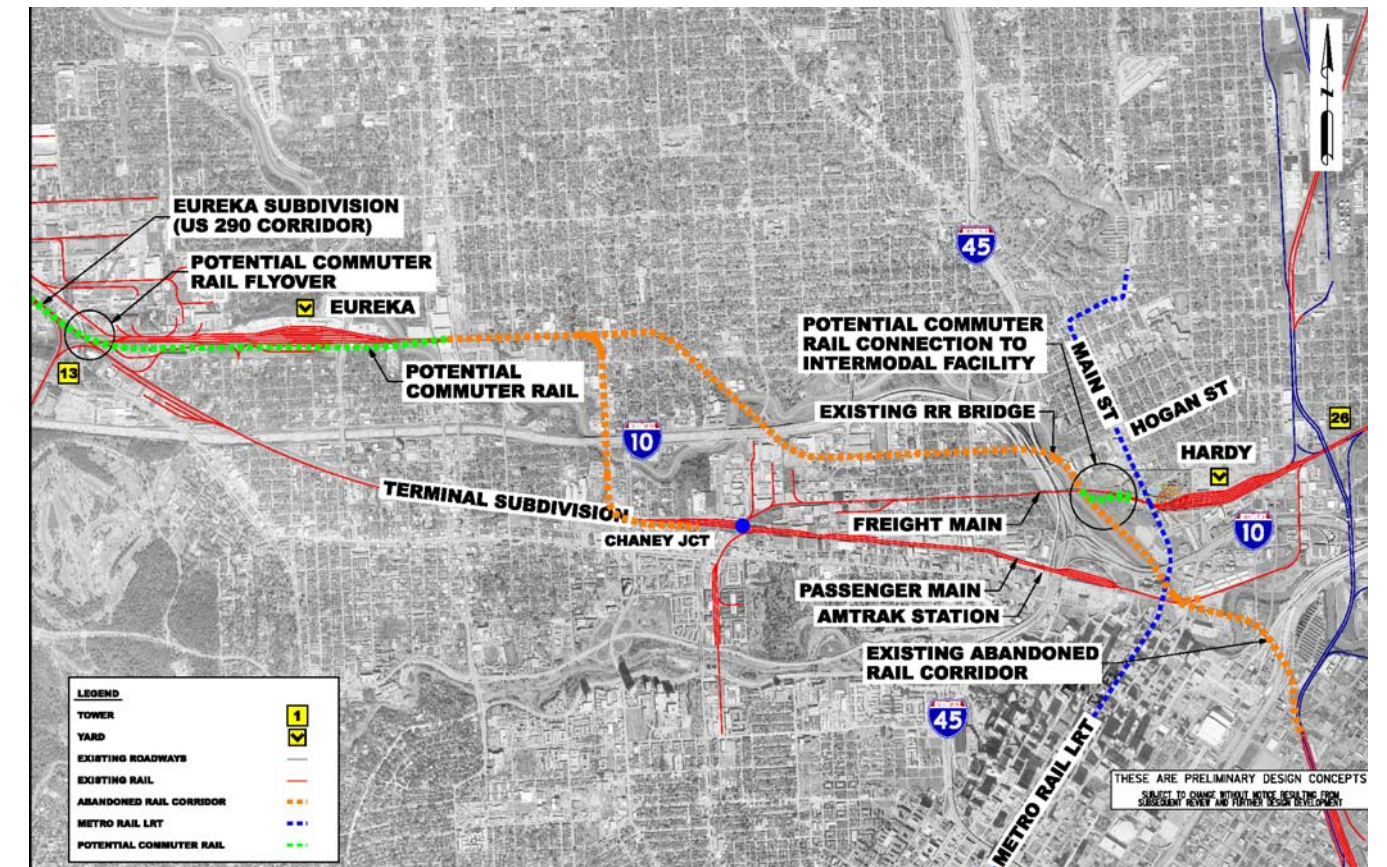 N
EUREKA SUBDIVISION
(US 290 CORRIDOR)
POTENTIAL COMMUTER
RAIL FLYOVER
EUREKA
45
13
POTENTIAL
COMMUTER RAIL
POTENTIAL COMMUTER
RAIL CONNECTION TO
INTERMODAL FACILITY
MAIN ST
HOGAN ST
EXISTING RR BRIDGE
26
HARDY
10
TERMINAL SUBDIVISION
CHANEY JCT
FREIGHT MAIN
10
PASSENGER MAIN
AMTRAK STATION
EXISTING ABANDONED
RAIL CORRIDOR
45
METRO RAIL LRT
LEGEND
TOWER 1
YARD
EXISTING ROADWAYS
EXISTING RAIL
ABANDONED RAIL CORRIDOR
METRO RAIL LRT
POTENTIAL COMMUTER RAIL
THESE ARE PRELIMINARY DESIGN CONCEPTS
SUBJECT TO CHANGE WITHOUT NOTICE RESULTING FROM
SUBSEQUENT REVIEW AND FURTHER DESIGN DEVELOPMENT